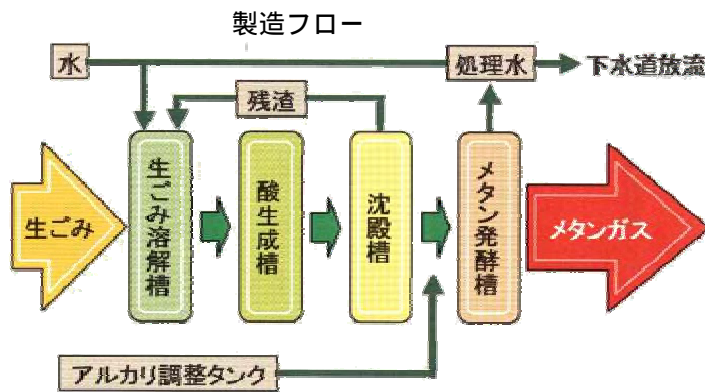 製造フロー
水
処理水
下水道放流
残渣
生ごみ
生ごみ溶解槽
酸生成槽
沈殿槽
メタン発酵槽
メタンガス
アルカリ調整タンク